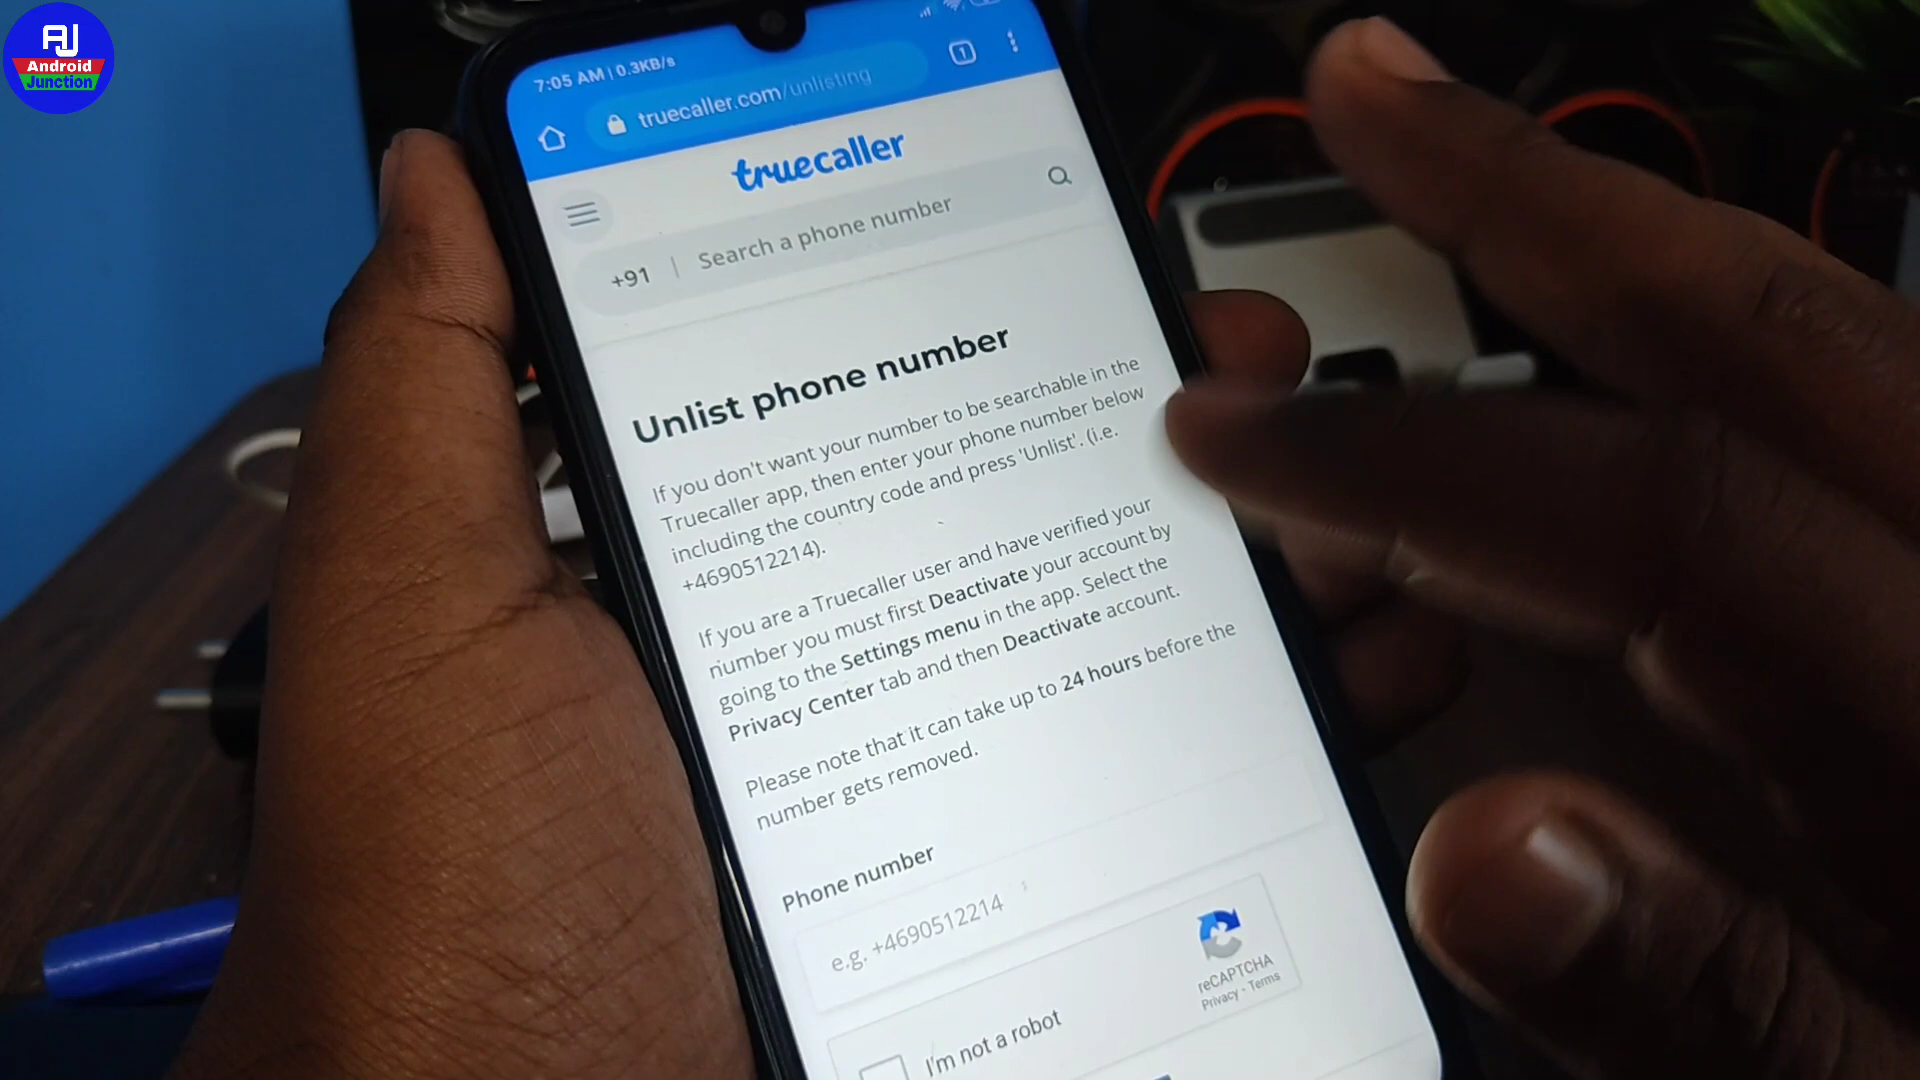 AJ
Android
Junction
7:05 AM | 0.3KB/s
truecaller.com/unlisting
1
truecaller
+91 | Search a phone number
Unlist phone number
If you don't want your number to be searchable in the
Truecaller app, then enter your phone number below
including the country code and press 'Unlist'. (i.e.
+4690512214).
If you are a Truecaller user and have verified your
number you must first Deactivate your account by
going to the Settings menu in the app. Select the
Privacy Center tab and then Deactivate account.
Please note that it can take up to 24 hours before the
number gets removed.
Phone number
e.g. +4690512214
reCAPTCHA
Privacy - Terms
I'm not a robot